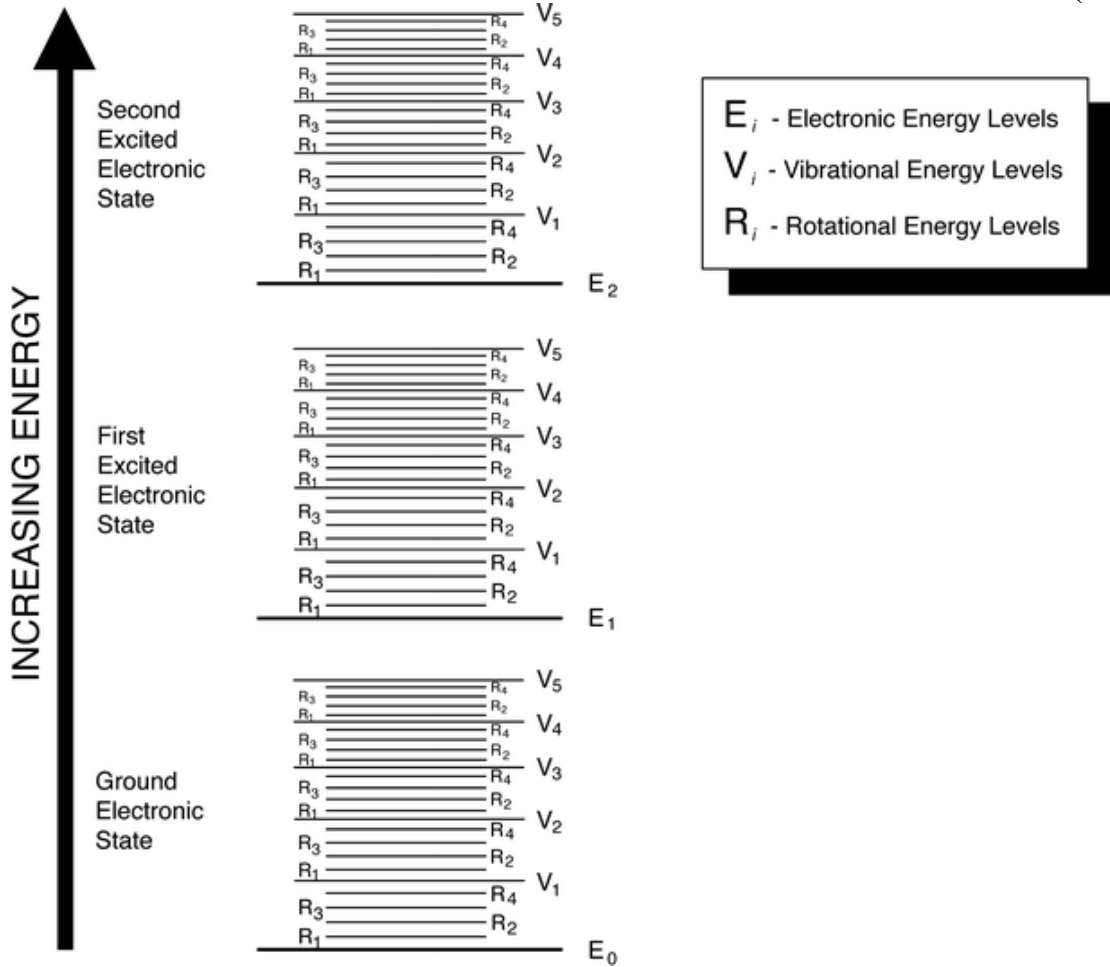 INCREASING ENERGY
Second
Excited
Electronic
State
V5
R4
R3
R2
R1
V4
R4
R3
R2
R1
V3
R4
R3
R2
R1
V2
R4
R3
R2
R1
V1
R4
R3
R2
R1
E2
Ei - Electronic Energy Levels
Vi - Vibrational Energy Levels
Ri - Rotational Energy Levels
First
Excited
Electronic
State
V5
R4
R3
R2
R1
V4
R4
R3
R2
R1
V3
R4
R3
R2
R1
V2
R4
R3
R2
R1
V1
R4
R3
R2
R1
E1
Ground
Electronic
State
V5
R4
R3
R2
R1
V4
R4
R3
R2
R1
V3
R4
R3
R2
R1
V2
R4
R3
R2
R1
V1
R4
R3
R2
R1
E0